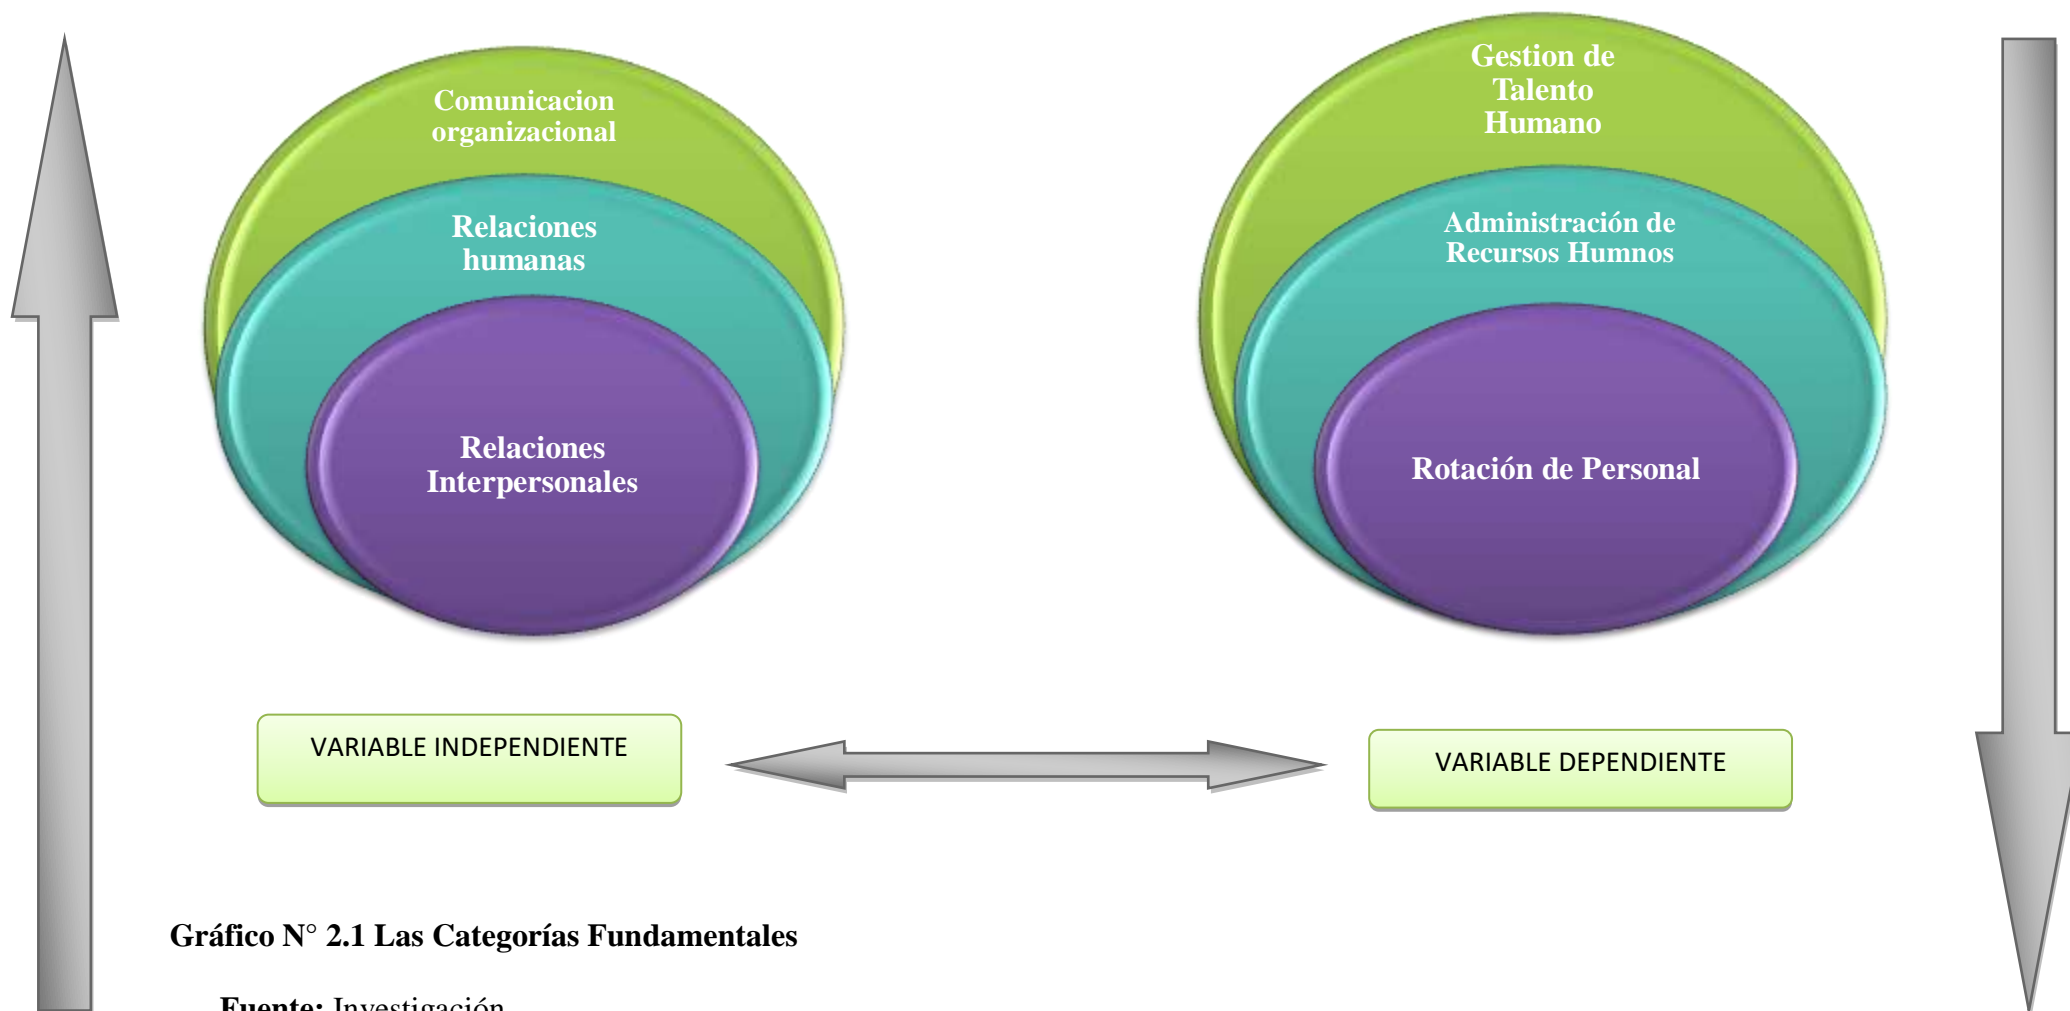 Comunicacion
organizacional
Relaciones
humanas
Relaciones
Interpersonales
Gestion de
Talento
Humano
Administración de
Recursos Humnos
Rotación de Personal
VARIABLE INDEPENDIENTE
VARIABLE DEPENDIENTE
Gráfico N° 2.1 Las Categorías Fundamentales
Fuente: Investigación